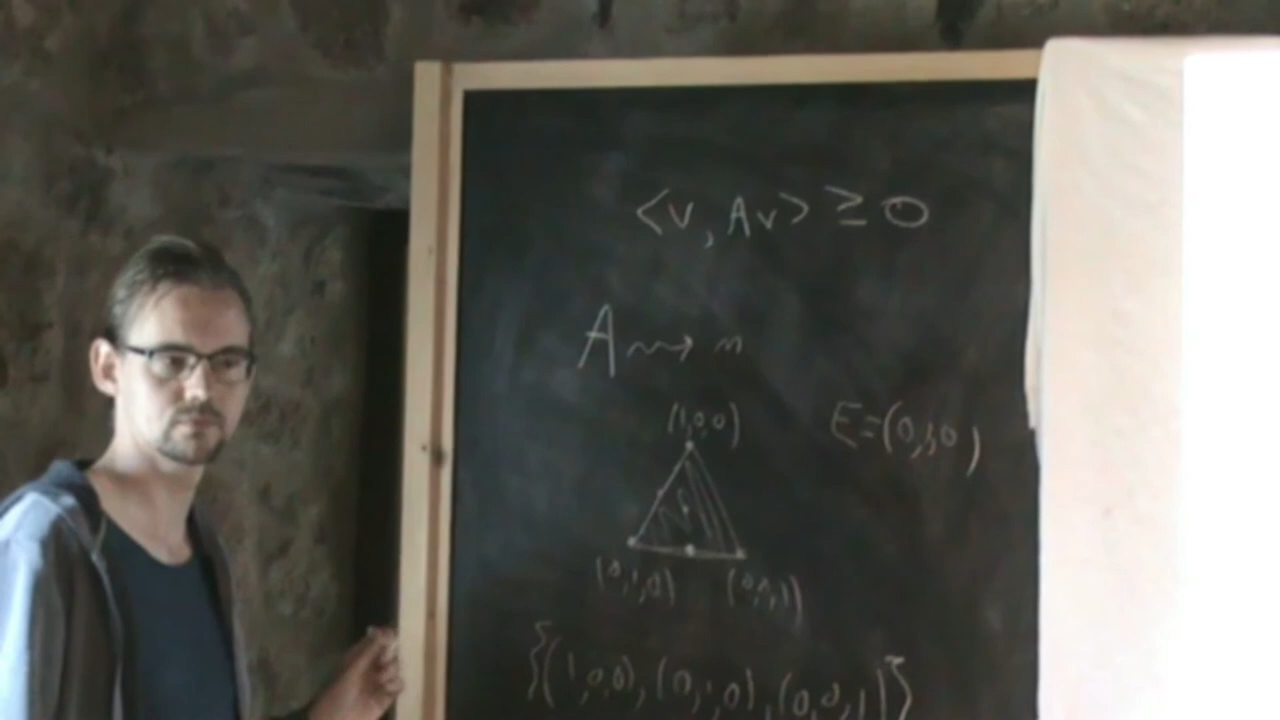 <v, Av> ≥ 0
A ⇝ n
(1,0,0)
E=(0,1,0)
(0,1,0) (0,0,1)
{(1,0,0), (0,1,0), (0,0,1)}